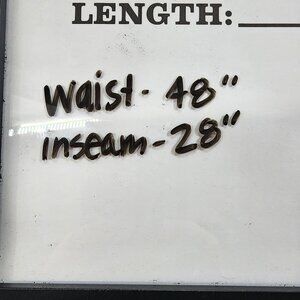 LENGTH:
waist - 48"
inseam - 28"